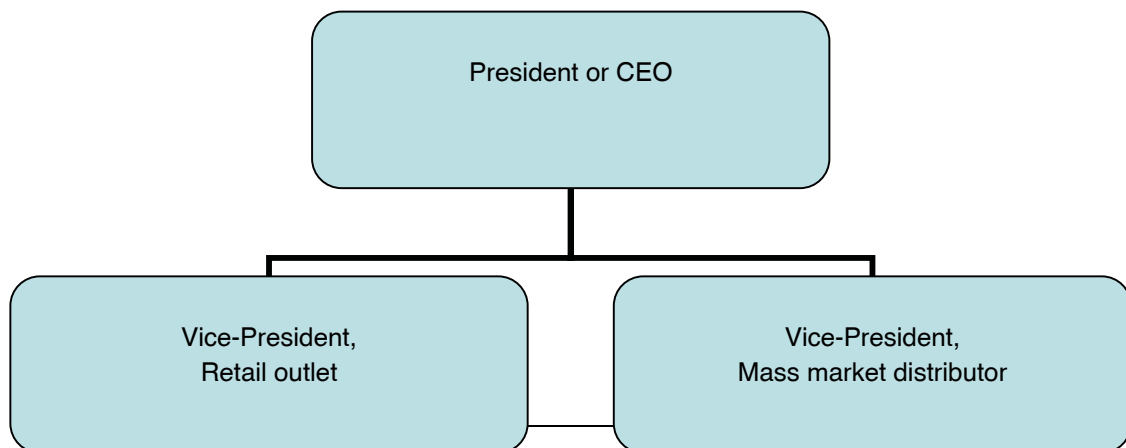 President or CEO
Vice-President,
Retail outlet
Vice-President,
Mass market distributor